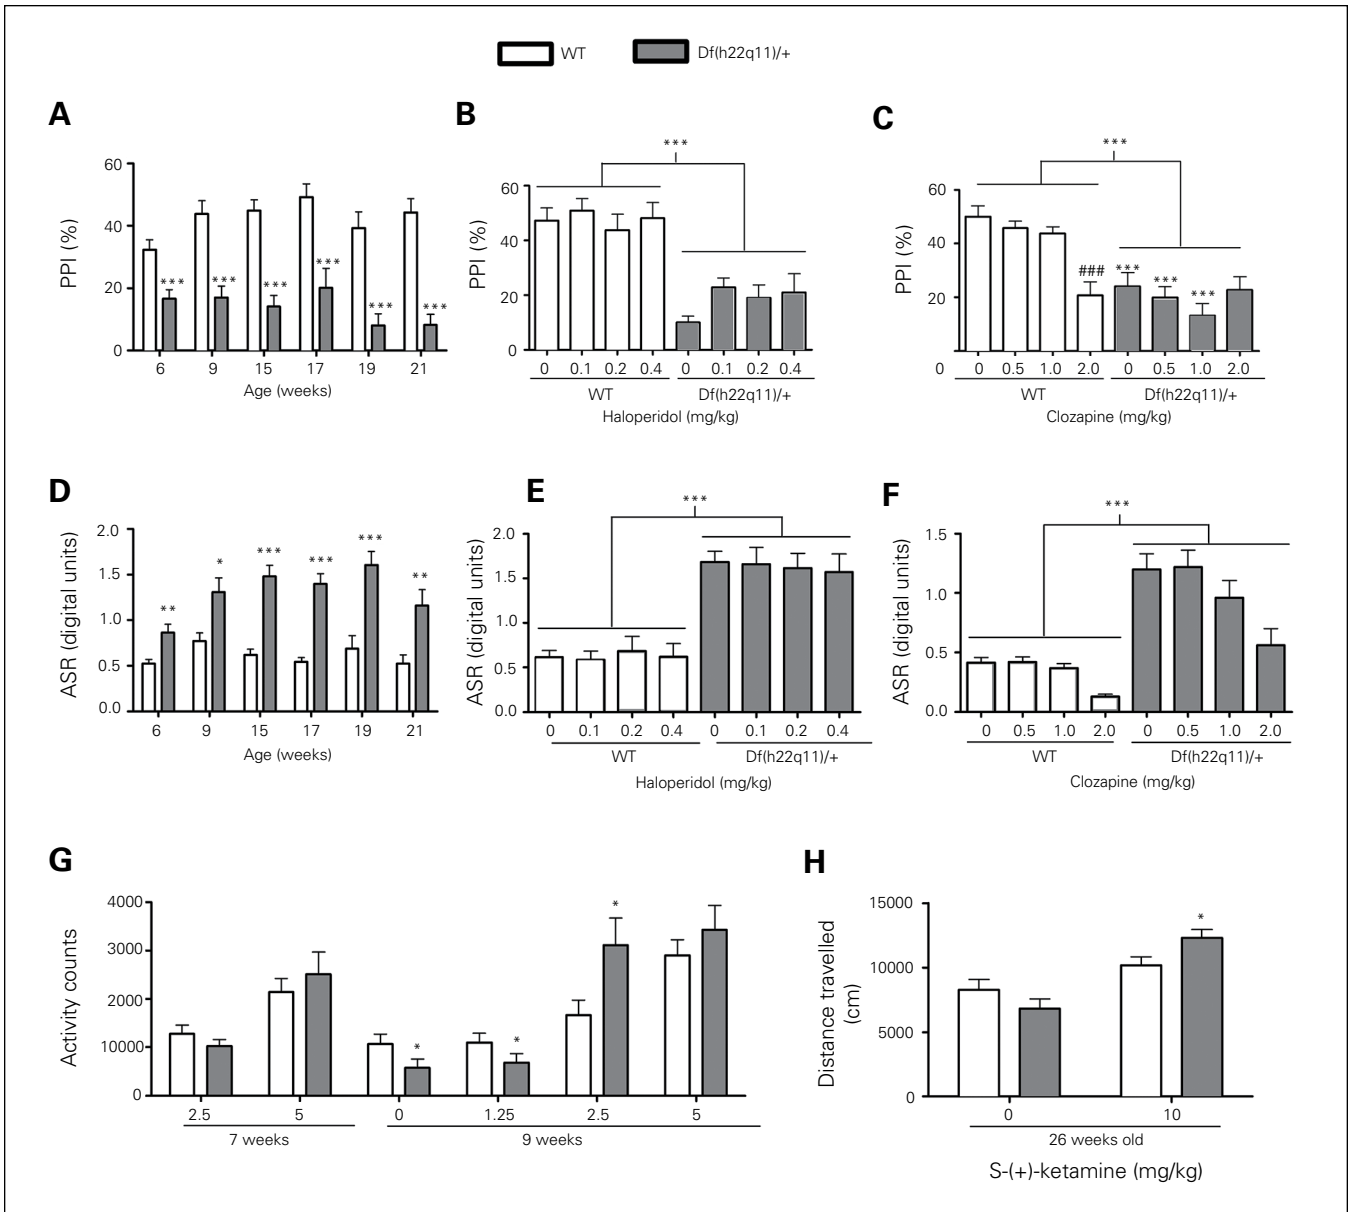 WT Df(h22q11)/+
A
PPI (%)
60
40
20
0
*** *** *** *** *** ***
6 9 15 17 19 21
Age (weeks)
B
***
PPI (%)
60
40
20
0
0 0.1 0.2 0.4 0 0.1 0.2 0.4
WT Df(h22q11)/+
Haloperidol (mg/kg)
C
***
PPI (%)
60
40
20
0
### *** *** ***
0 0.5 1.0 2.0 0 0.5 1.0 2.0
WT Df(h22q11)/+
Clozapine (mg/kg)
D
ASR (digital units)
2.0
1.5
1.0
0.5
0.0
** * *** *** *** **
6 9 15 17 19 21
Age (weeks)
E
***
ASR (digital units)
2.0
1.5
1.0
0.5
0.0
0 0.1 0.2 0.4 0 0.1 0.2 0.4
WT Df(h22q11)/+
Haloperidol (mg/kg)
F
***
ASR (digital units)
1.5
1.0
0.5
0.0
0 0.5 1.0 2.0 0 0.5 1.0 2.0
WT Df(h22q11)/+
Clozapine (mg/kg)
G
Activity counts
4000
3000
2000
10000
0
* * *
2.5 5 0 1.25 2.5 5
7 weeks 9 weeks
H
Distance travelled
(cm)
15000
10000
5000
0
*
0 10
26 weeks old
S-(+)-ketamine (mg/kg)